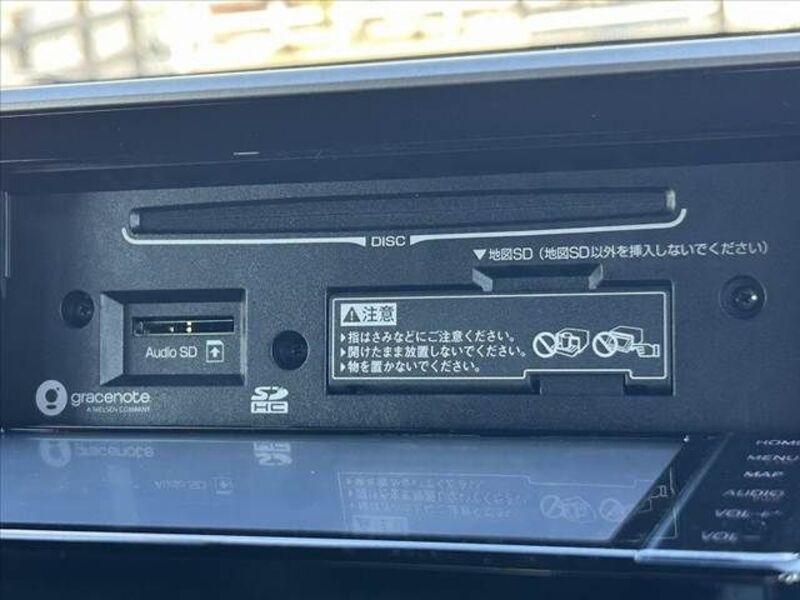 DISC
▼地図SD（地図SD以外を挿入しないでください）
Audio SD
⚠注意
▶指はさみなどにご注意ください。
▶開けたまま放置しないでください。
▶物を置かないでください。
gracenote.
A NIELSEN COMPANY
SD
HC
HOME
MENU
MAP
AUDIO
VOL +
VOL −